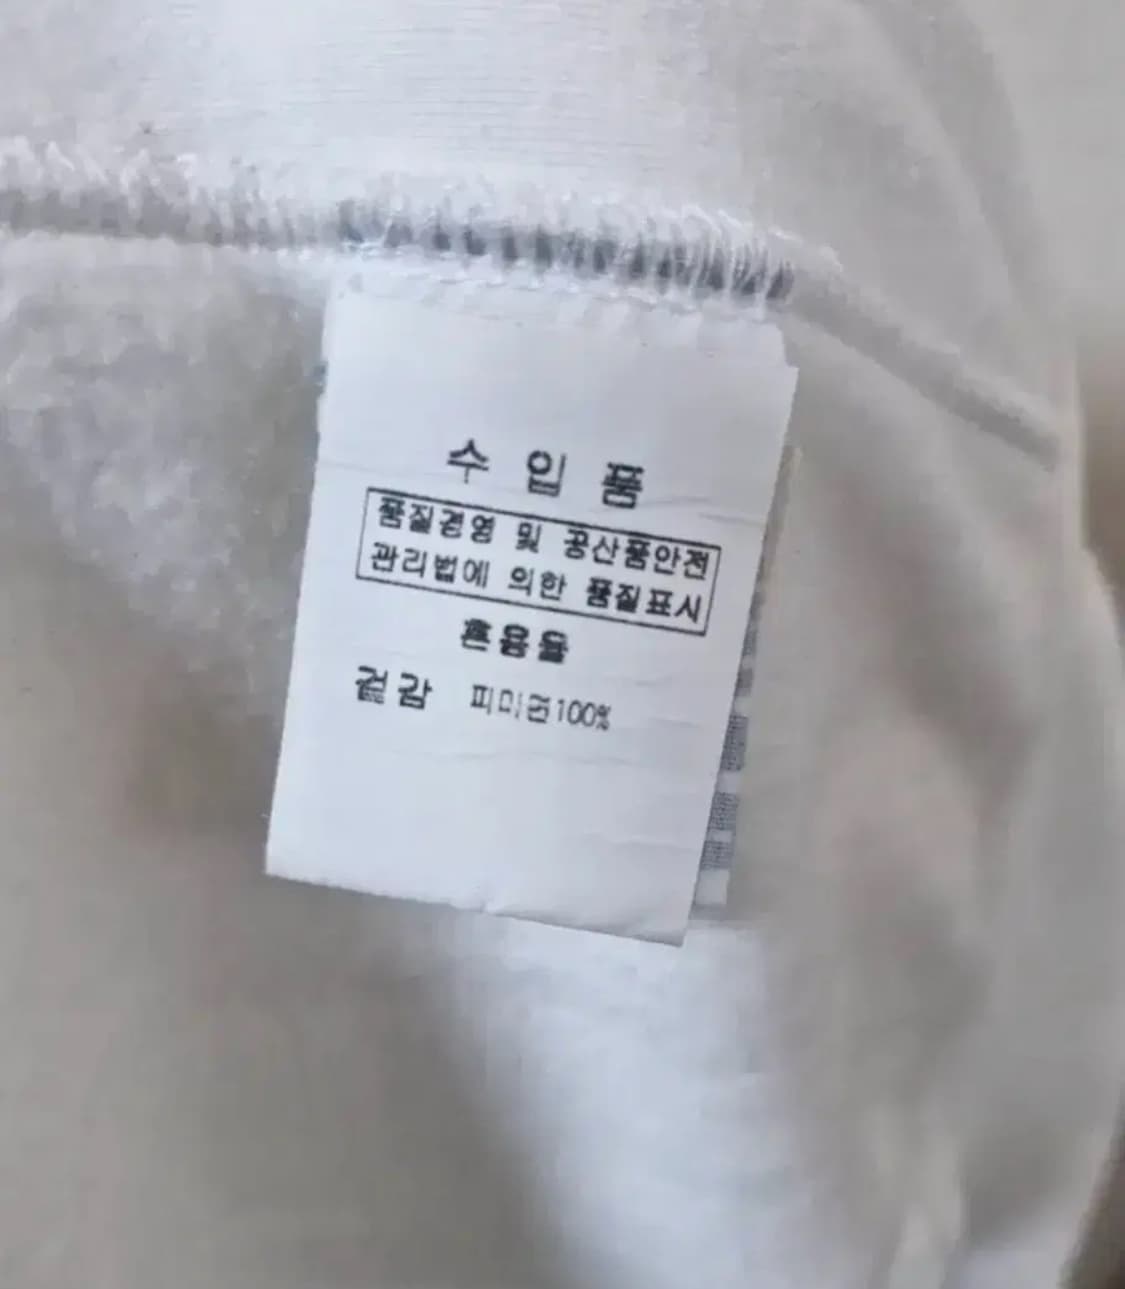 수 입 품
품질경영 및 공산품안전
관리법에 의한 품질표시
혼용율
겉감 피마면100%